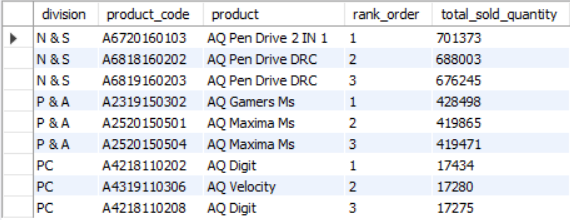 division product_code product rank_order total_sold_quantity
N & S A6720160103 AQ Pen Drive 2 IN 1 1 701373
N & S A6818160202 AQ Pen Drive DRC 2 688003
N & S A6819160203 AQ Pen Drive DRC 3 676245
P & A A2319150302 AQ Gamers Ms 1 428498
P & A A2520150501 AQ Maxima Ms 2 419865
P & A A2520150504 AQ Maxima Ms 3 419471
PC A4218110202 AQ Digit 1 17434
PC A4319110306 AQ Velocity 2 17280
PC A4218110208 AQ Digit 3 17275